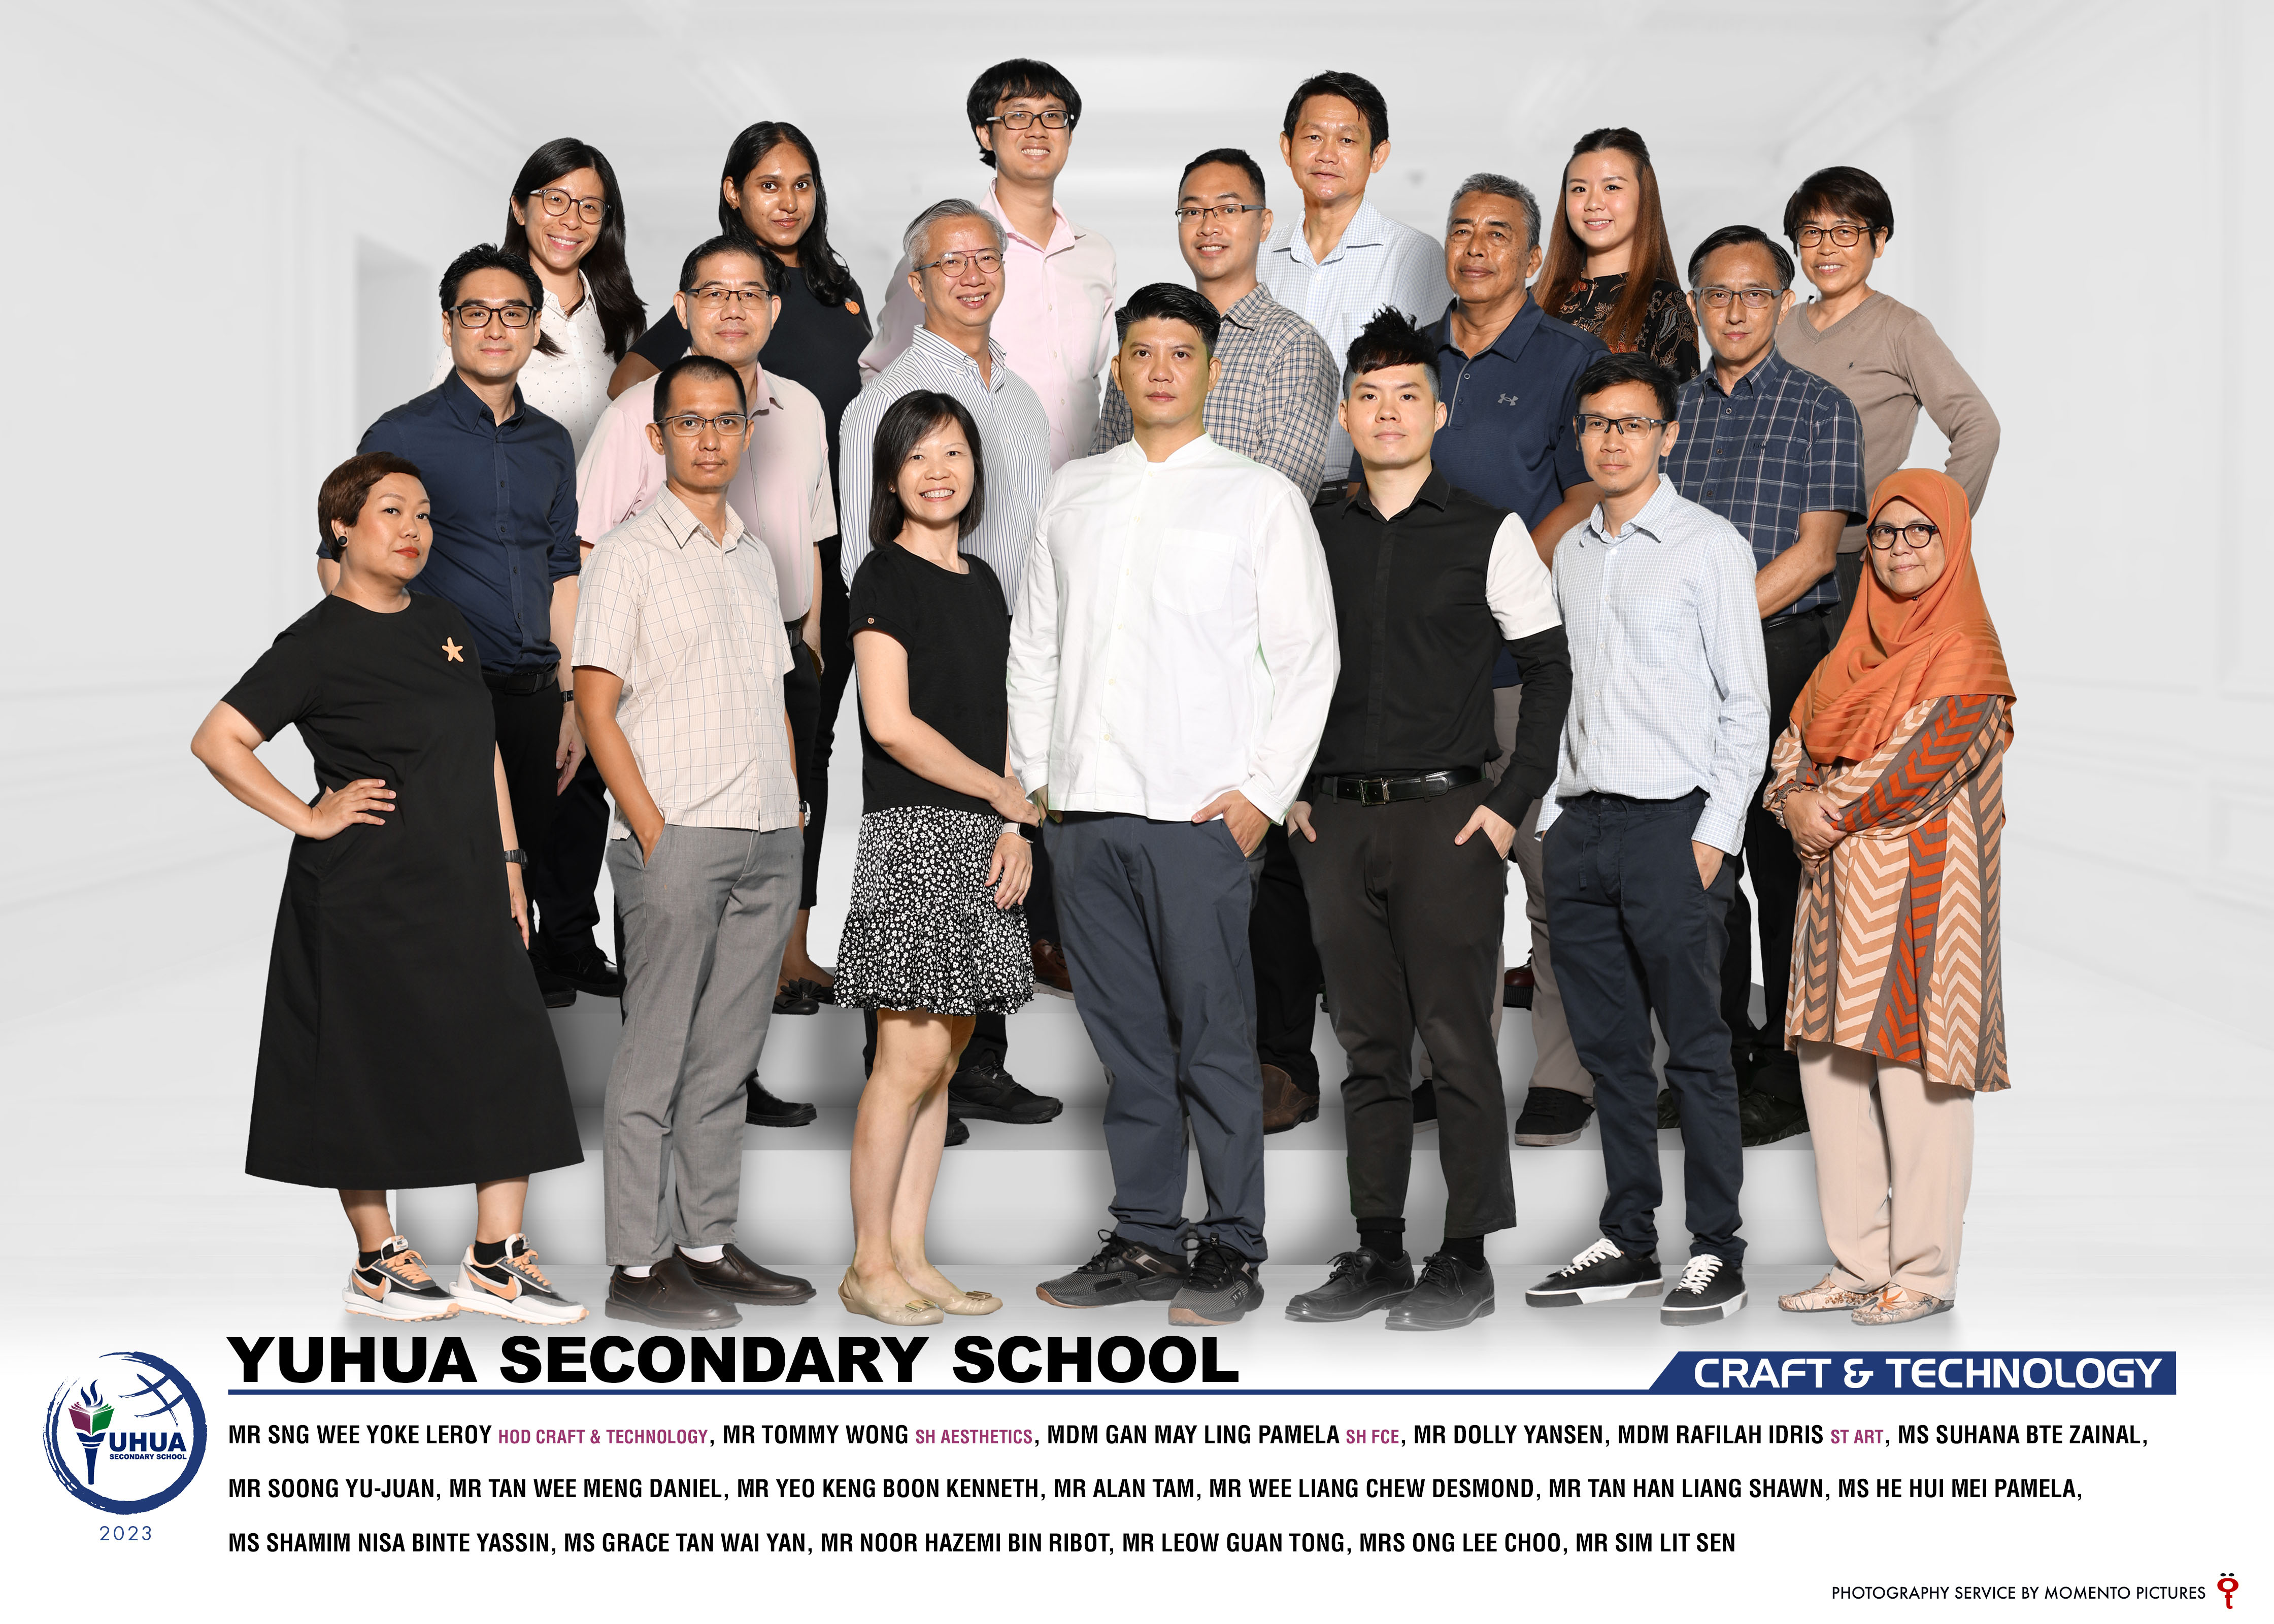 YUHUA SECONDARY SCHOOL
CRAFT & TECHNOLOGY
UHUA
SECONDARY SCHOOL
2023
MR SNG WEE YOKE LEROY HOD CRAFT & TECHNOLOGY, MR TOMMY WONG SH AESTHETICS, MDM GAN MAY LING PAMELA SH FCE, MR DOLLY YANSEN, MDM RAFILAH IDRIS ST ART, MS SUHANA BTE ZAINAL,
MR SOONG YU-JUAN, MR TAN WEE MENG DANIEL, MR YEO KENG BOON KENNETH, MR ALAN TAM, MR WEE LIANG CHEW DESMOND, MR TAN HAN LIANG SHAWN, MS HE HUI MEI PAMELA,
MS SHAMIM NISA BINTE YASSIN, MS GRACE TAN WAI YAN, MR NOOR HAZEMI BIN RIBOT, MR LEOW GUAN TONG, MRS ONG LEE CHOO, MR SIM LIT SEN
PHOTOGRAPHY SERVICE BY MOMENTO PICTURES